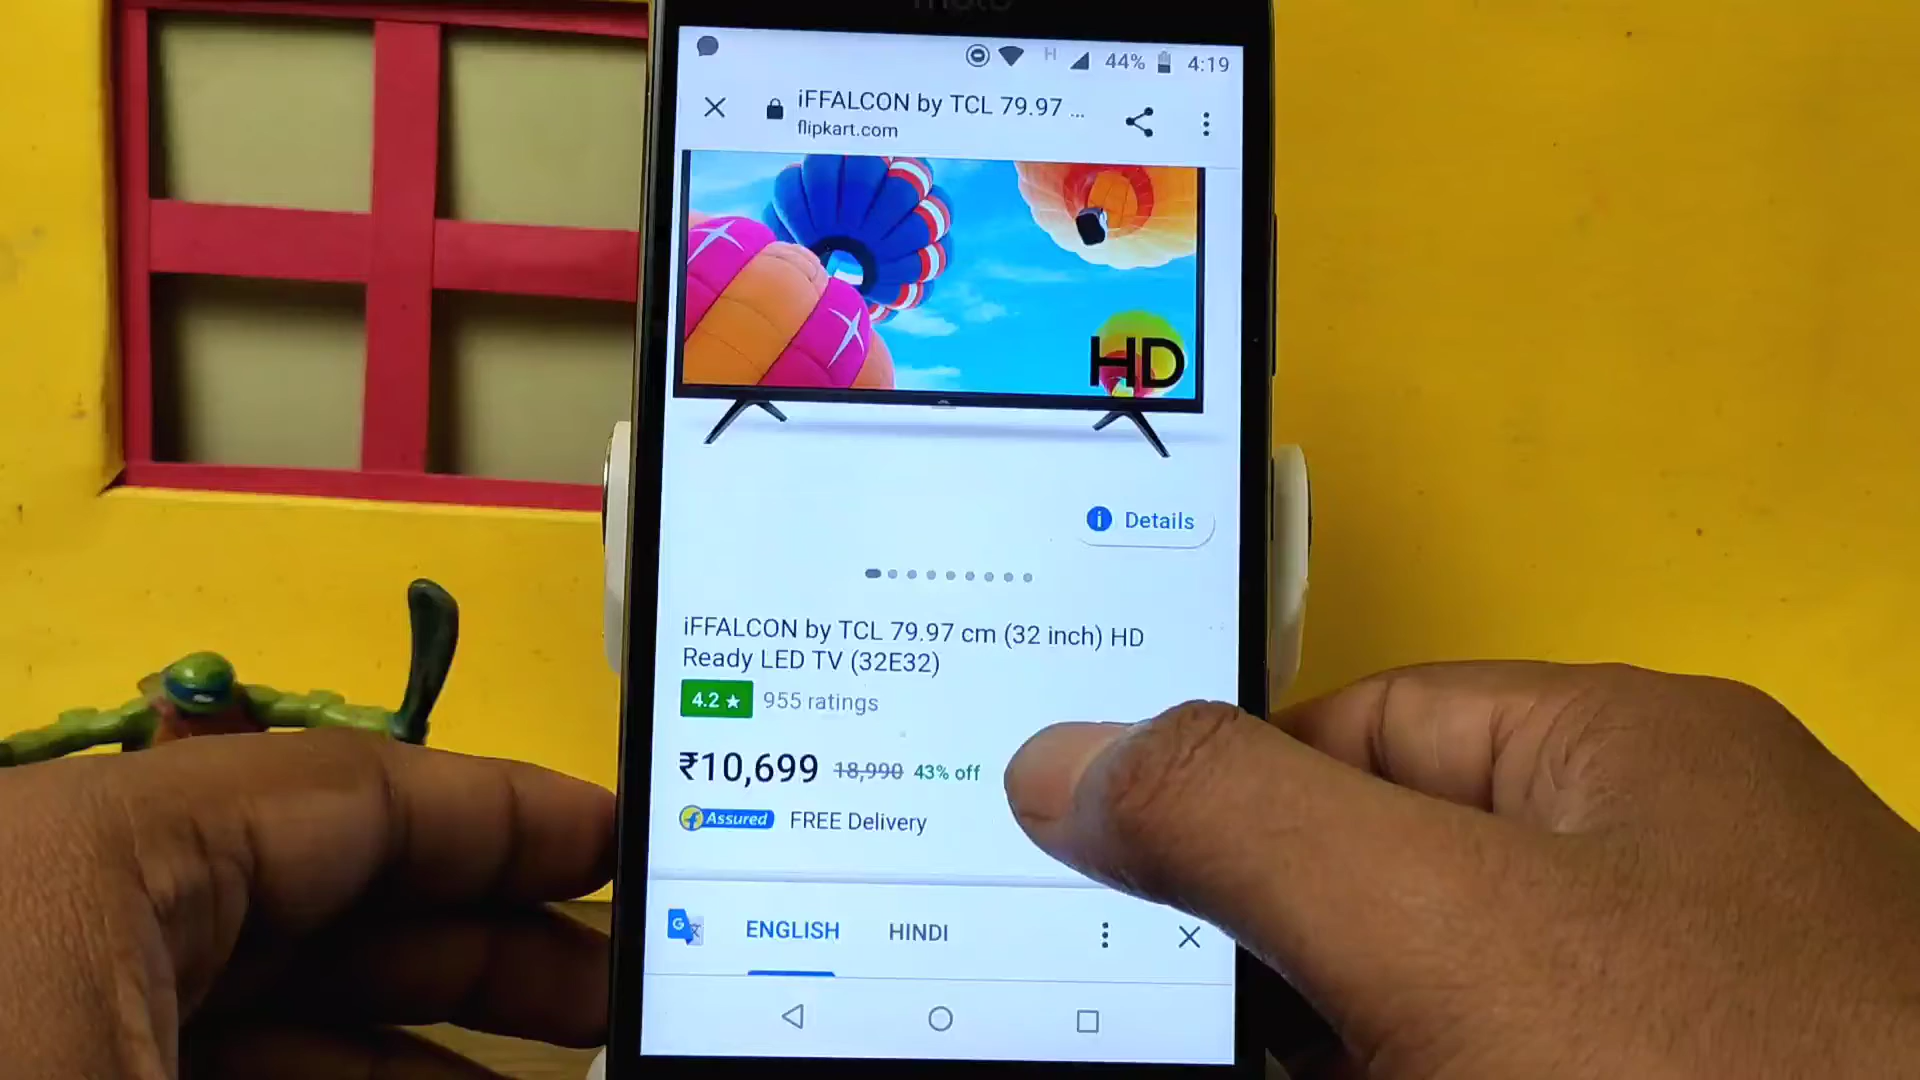 44% 4:19
iFFALCON by TCL 79.97 ...
flipkart.com
HD
Details
iFFALCON by TCL 79.97 cm (32 inch) HD
Ready LED TV (32E32)
4.2★ 955 ratings
₹10,699 18,990 43% off
Assured FREE Delivery
ENGLISH HINDI